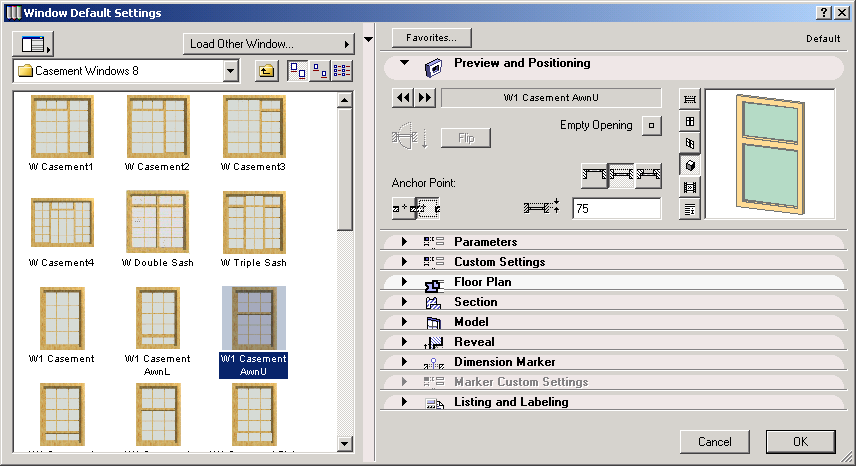 Window Default Settings
Load Other Window...
Casement Windows 8
W Casement1
W Casement2
W Casement3
W Casement4
W Double Sash
W Triple Sash
W1 Casement
W1 Casement AwnL
W1 Casement AwnU
Favorites...
Default
Preview and Positioning
W1 Casement AwnU
Flip
Empty Opening
Anchor Point:
75
Parameters
Custom Settings
Floor Plan
Section
Model
Reveal
Dimension Marker
Marker Custom Settings
Listing and Labeling
Cancel
OK